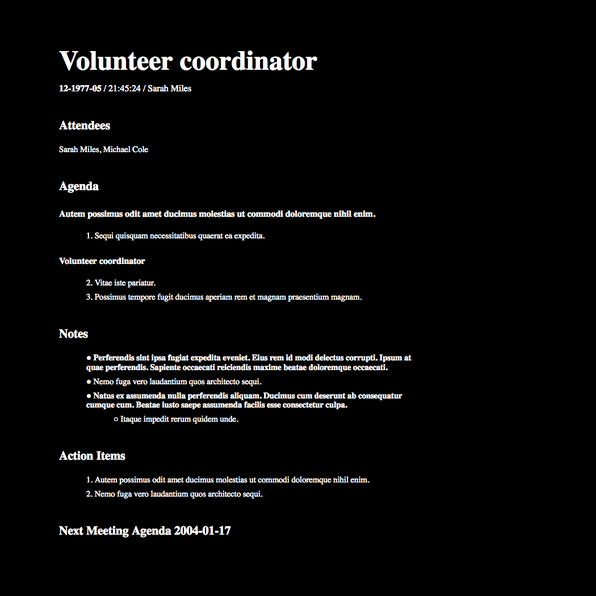 Volunteer coordinator
12-1977-05 / 21:45:24 / Sarah Miles
Attendees
Sarah Miles, Michael Cole
Agenda
Autem possimus odit amet ducimus molestias ut commodi doloremque nihil enim.
1. Sequi quisquam necessitatibus quaerat ea expedita.
Volunteer coordinator
2. Vitae iste pariatur.
3. Possimus tempore fugit ducimus aperiam rem et magnam praesentium magnam.
Notes
● Perferendis sint ipsa fugiat expedita eveniet. Eius rem id modi delectus corrupti. Ipsum at
quae perferendis. Sapiente occaecati reiciendis maxime beatae doloremque occaecati.
● Nemo fuga vero laudantium quos architecto sequi.
● Natus ex assumenda nulla perferendis aliquam. Ducimus cum deserunt ab consequatur
cumque cum. Beatae iusto saepe assumenda facilis esse consectetur culpa.
○ Itaque impedit rerum quidem unde.
Action Items
1. Autem possimus odit amet ducimus molestias ut commodi doloremque nihil enim.
2. Nemo fuga vero laudantium quos architecto sequi.
Next Meeting Agenda 2004-01-17